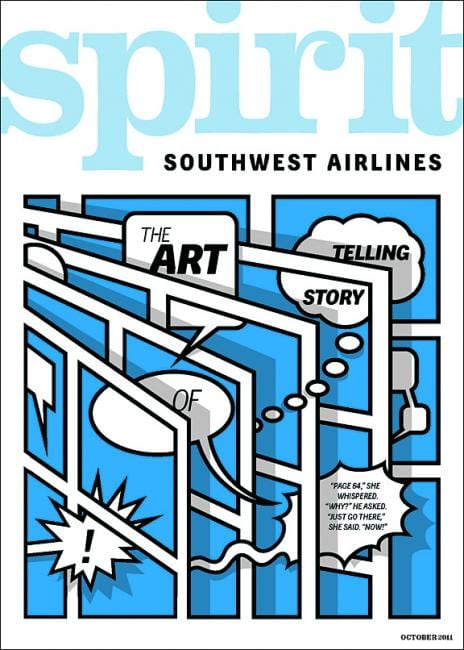 spirit
SOUTHWEST AIRLINES
THE
ART
TELLING
STORY
OF
"PAGE 64," SHE
WHISPERED.
"WHY?" HE ASKED.
"JUST GO THERE,"
SHE SAID. "NOW!"
!
OCTOBER 2011